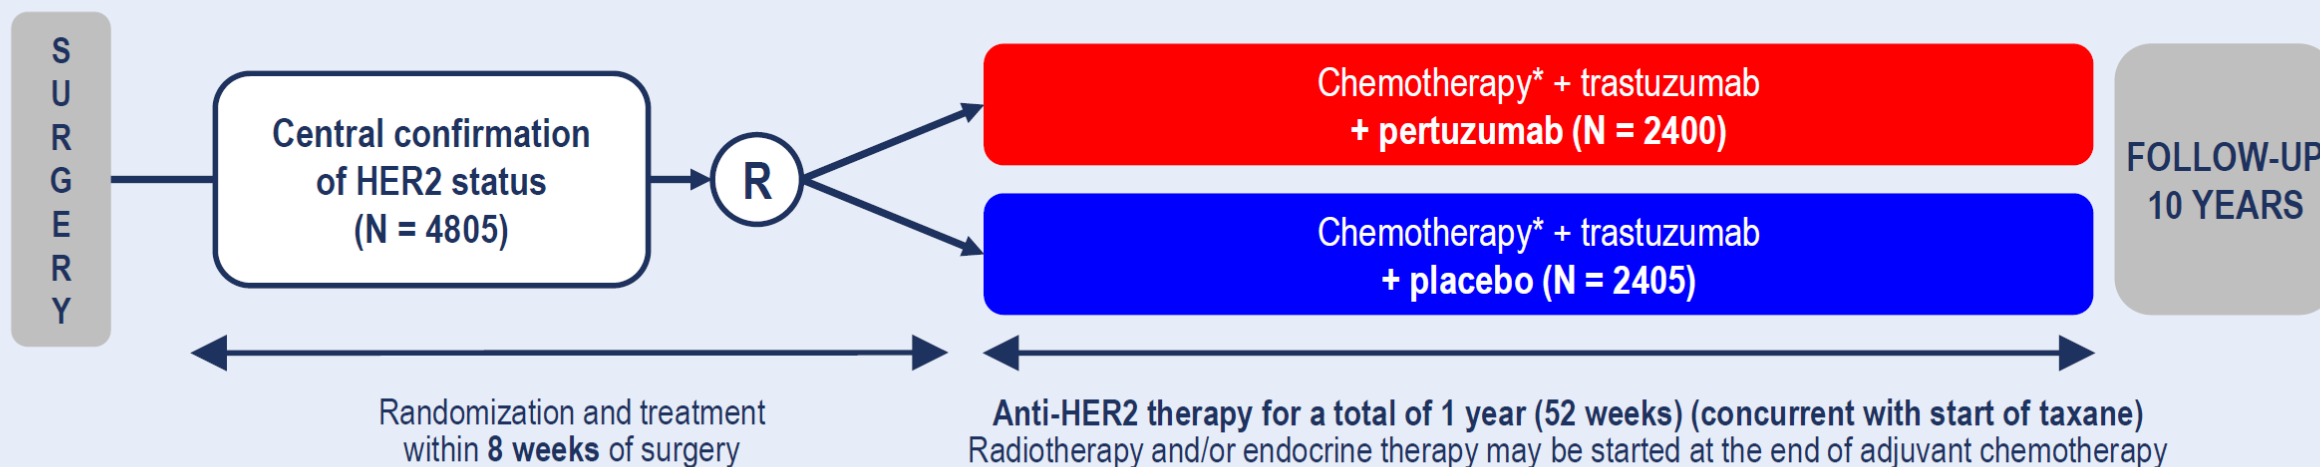 SURGERY
Central confirmation
of HER2 status
(N = 4805)
R
Chemotherapy* + trastuzumab
+ pertuzumab (N = 2400)
Chemotherapy* + trastuzumab
+ placebo (N = 2405)
FOLLOW-UP
10 YEARS
Randomization and treatment
within 8 weeks of surgery
Anti-HER2 therapy for a total of 1 year (52 weeks) (concurrent with start of taxane)
Radiotherapy and/or endocrine therapy may be started at the end of adjuvant chemotherapy